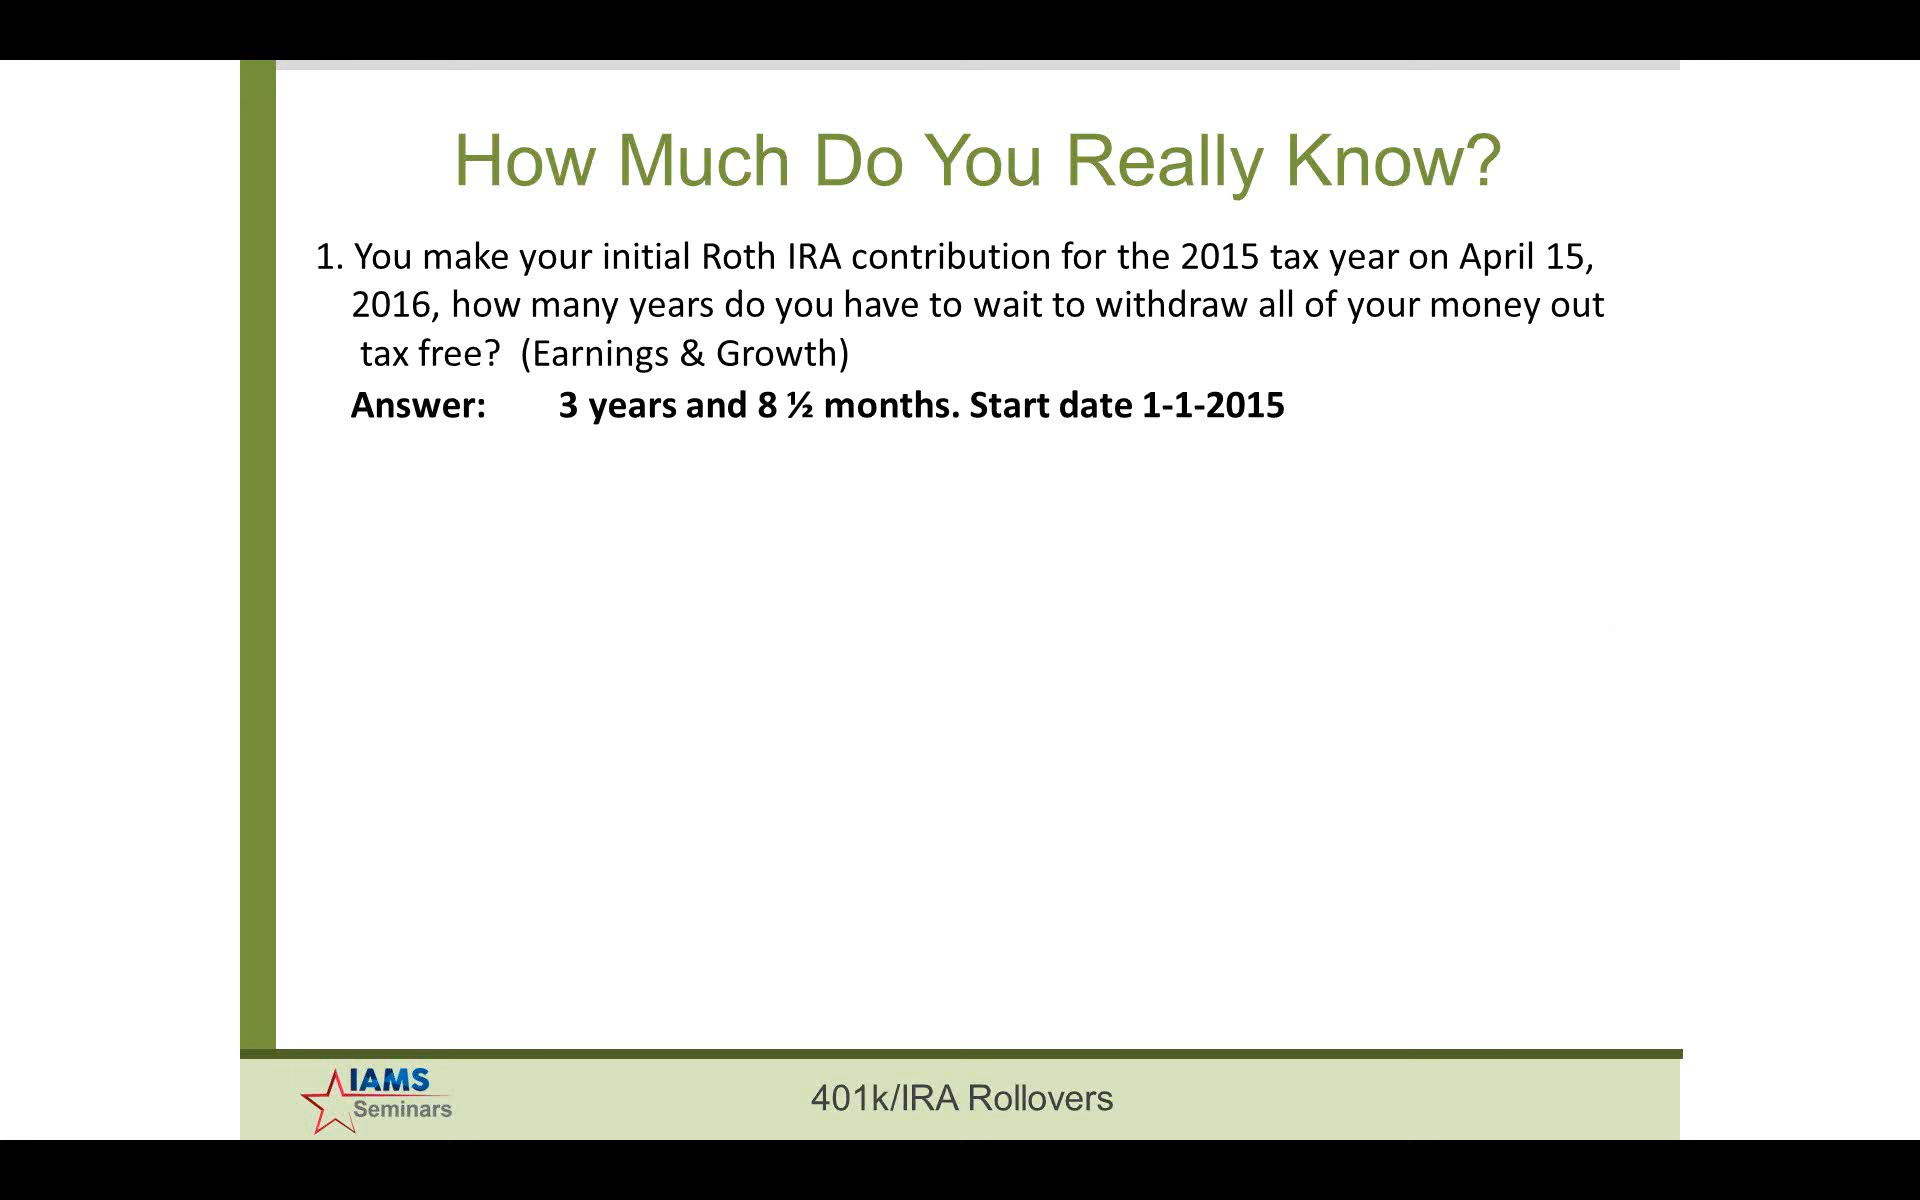 How Much Do You Really Know?
1. You make your initial Roth IRA contribution for the 2015 tax year on April 15,
2016, how many years do you have to wait to withdraw all of your money out
tax free? (Earnings & Growth)
Answer: 3 years and 8 ½ months. Start date 1-1-2015
IAMS
Seminars
401k/IRA Rollovers